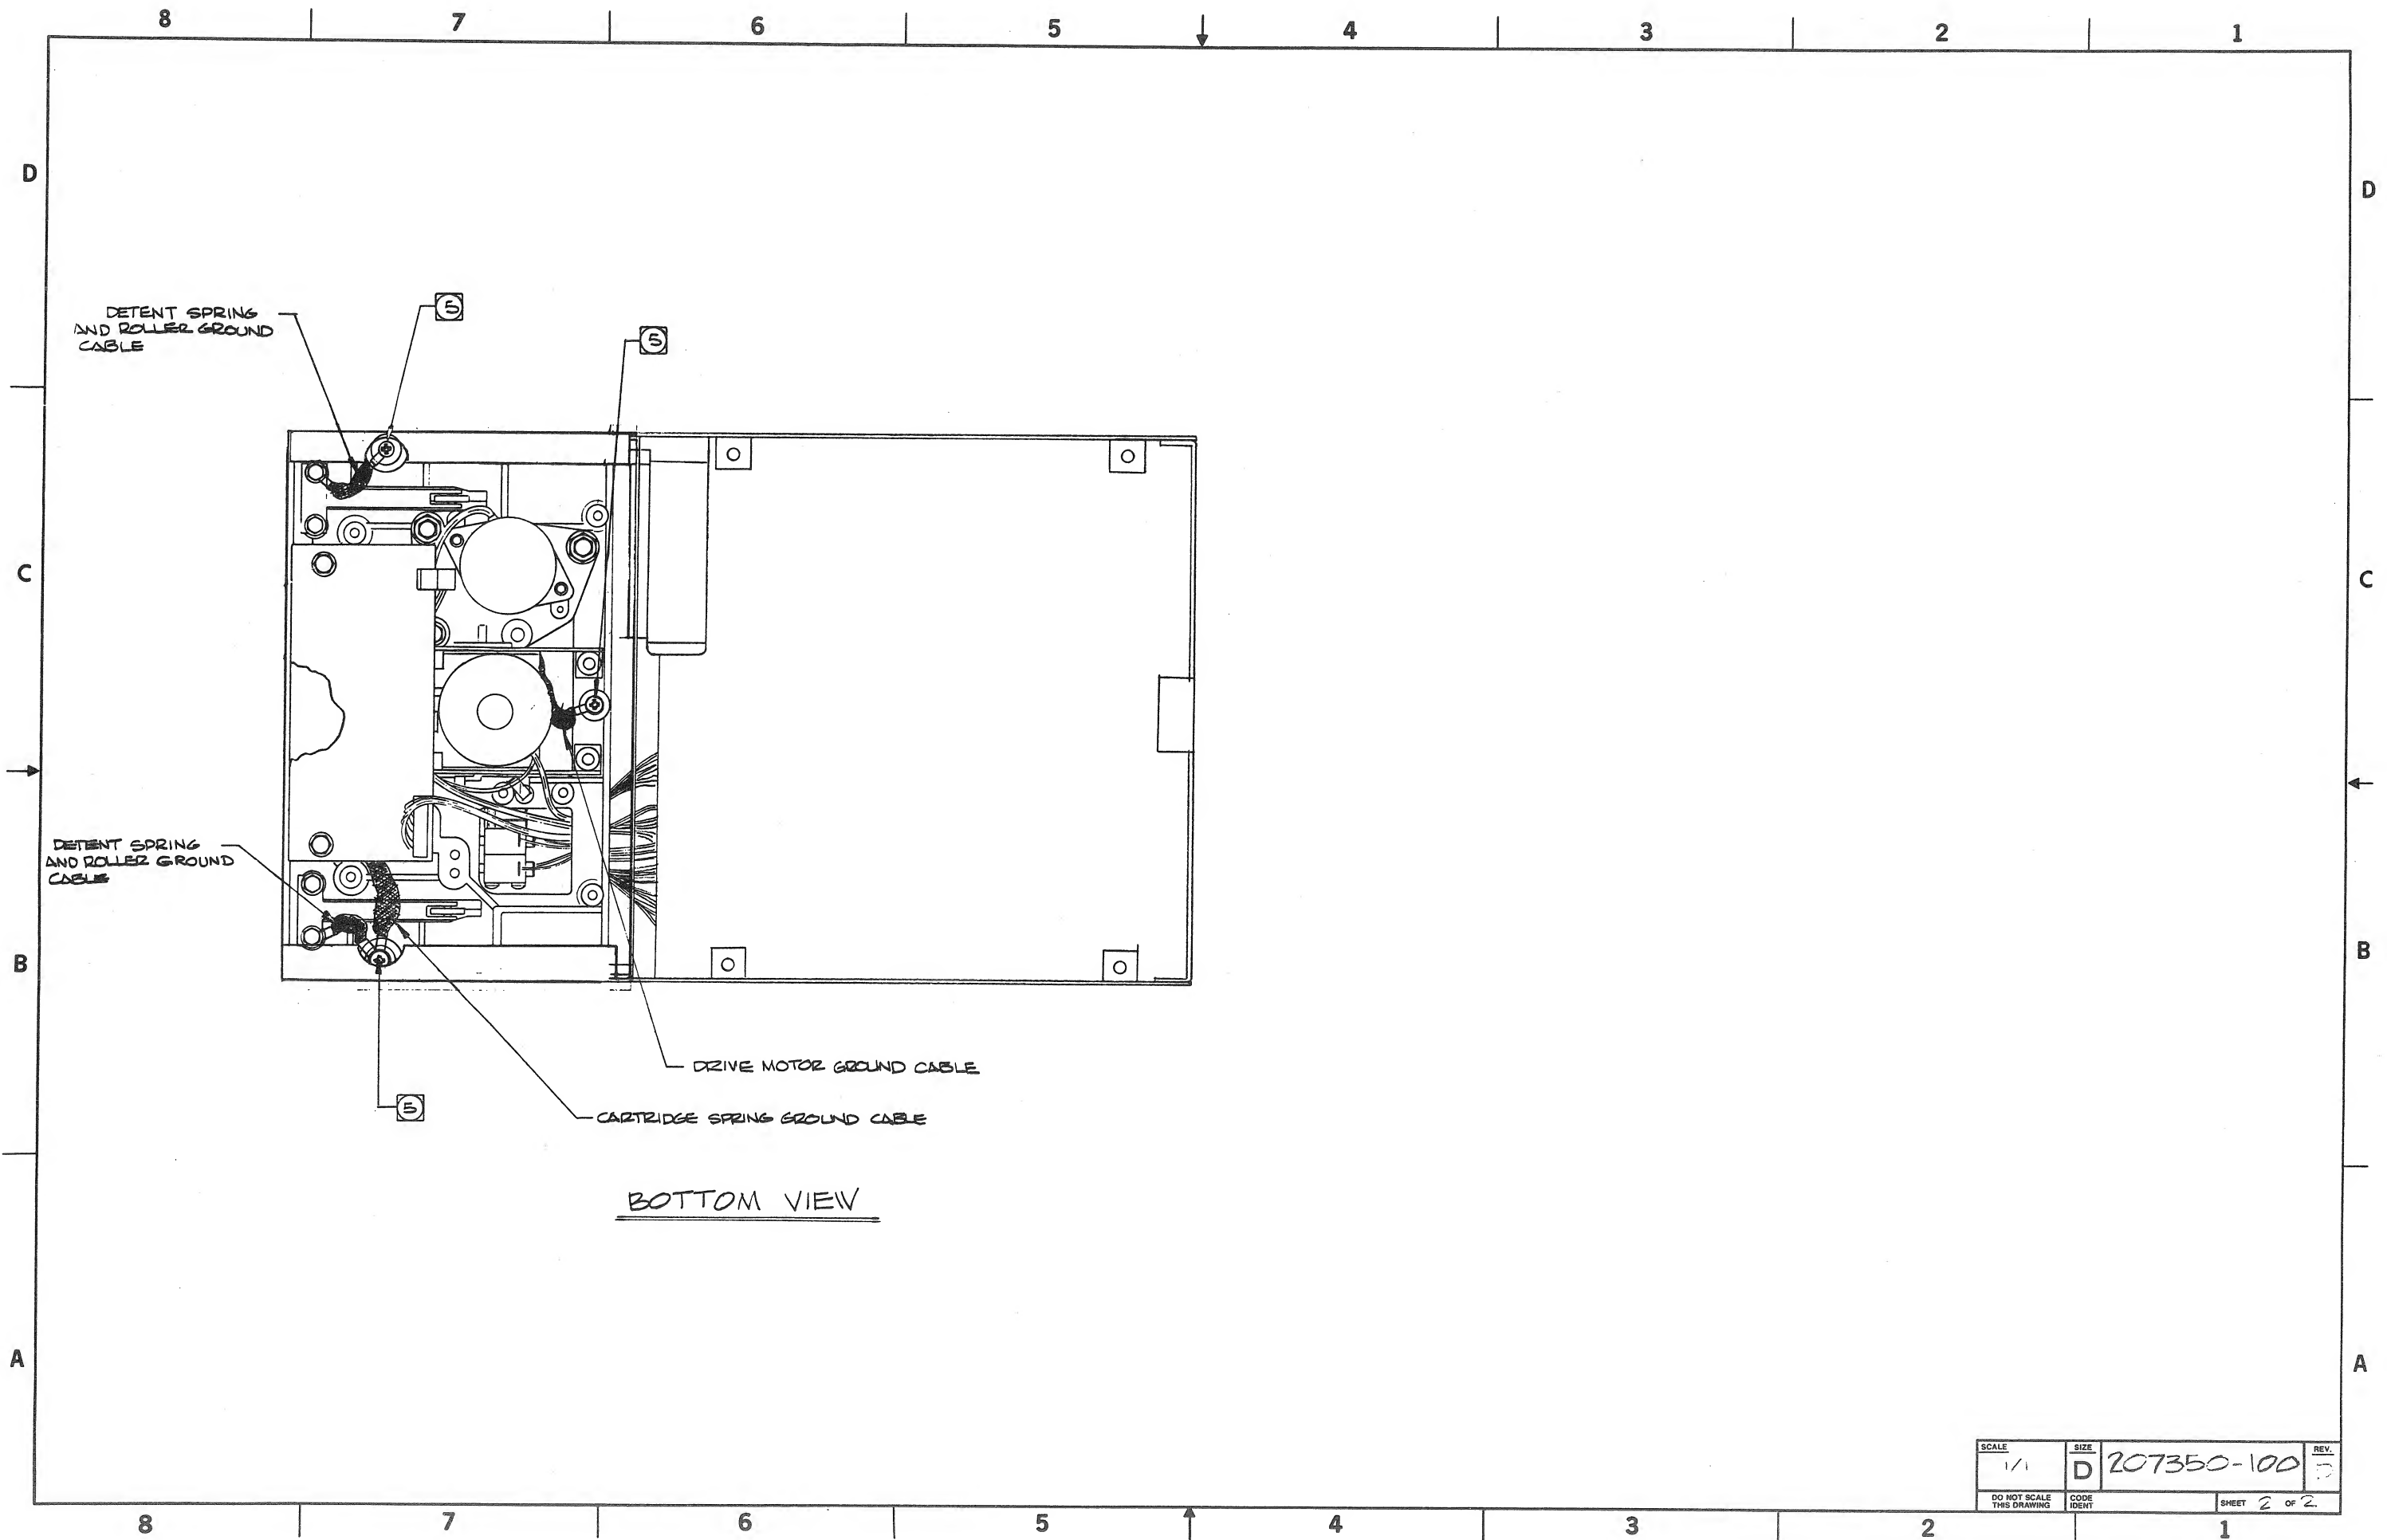 8 7 6 5 4 3 2 1
D
D
5
DETENT SPRING
AND ROLLER GROUND
CABLE
5
C
C
DETENT SPRING
AND ROLLER GROUND
CABLE
B
B
DRIVE MOTOR GROUND CABLE
5
CARTRIDGE SPRING GROUND CABLE
BOTTOM VIEW
A
A
SCALE
1/1
SIZE
D
207350-100
REV.
DO NOT SCALE
THIS DRAWING
CODE
IDENT
SHEET 2 OF 2
8 7 6 5 4 3 2 1